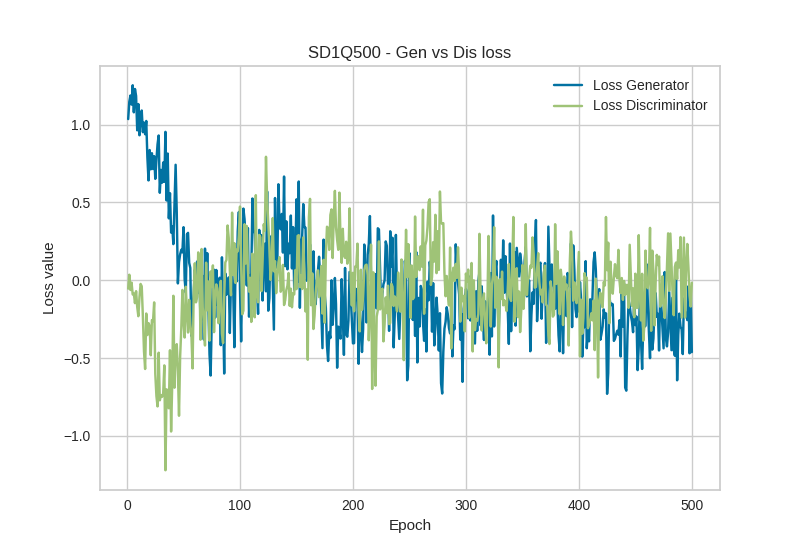 SD1Q500 - Gen vs Dis loss
Loss Generator
Loss Discriminator
1.0
0.5
0.0
−0.5
−1.0
Loss value
0 100 200 300 400 500
Epoch